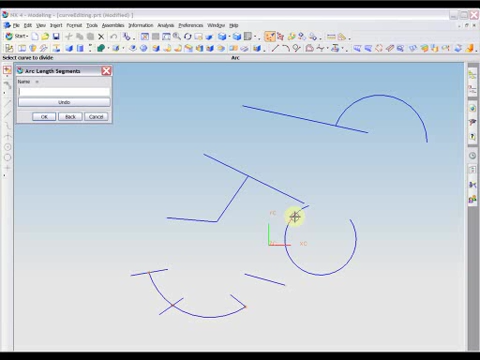 NX 4 - Modeling - [curveEditing.prt (Modified)]
File Edit View Insert Format Tools Assemblies Information Analysis Preferences Window Help
Start
Select curve to divide
Arc
Arc Length Segments
Name =
Undo
OK Back Cancel